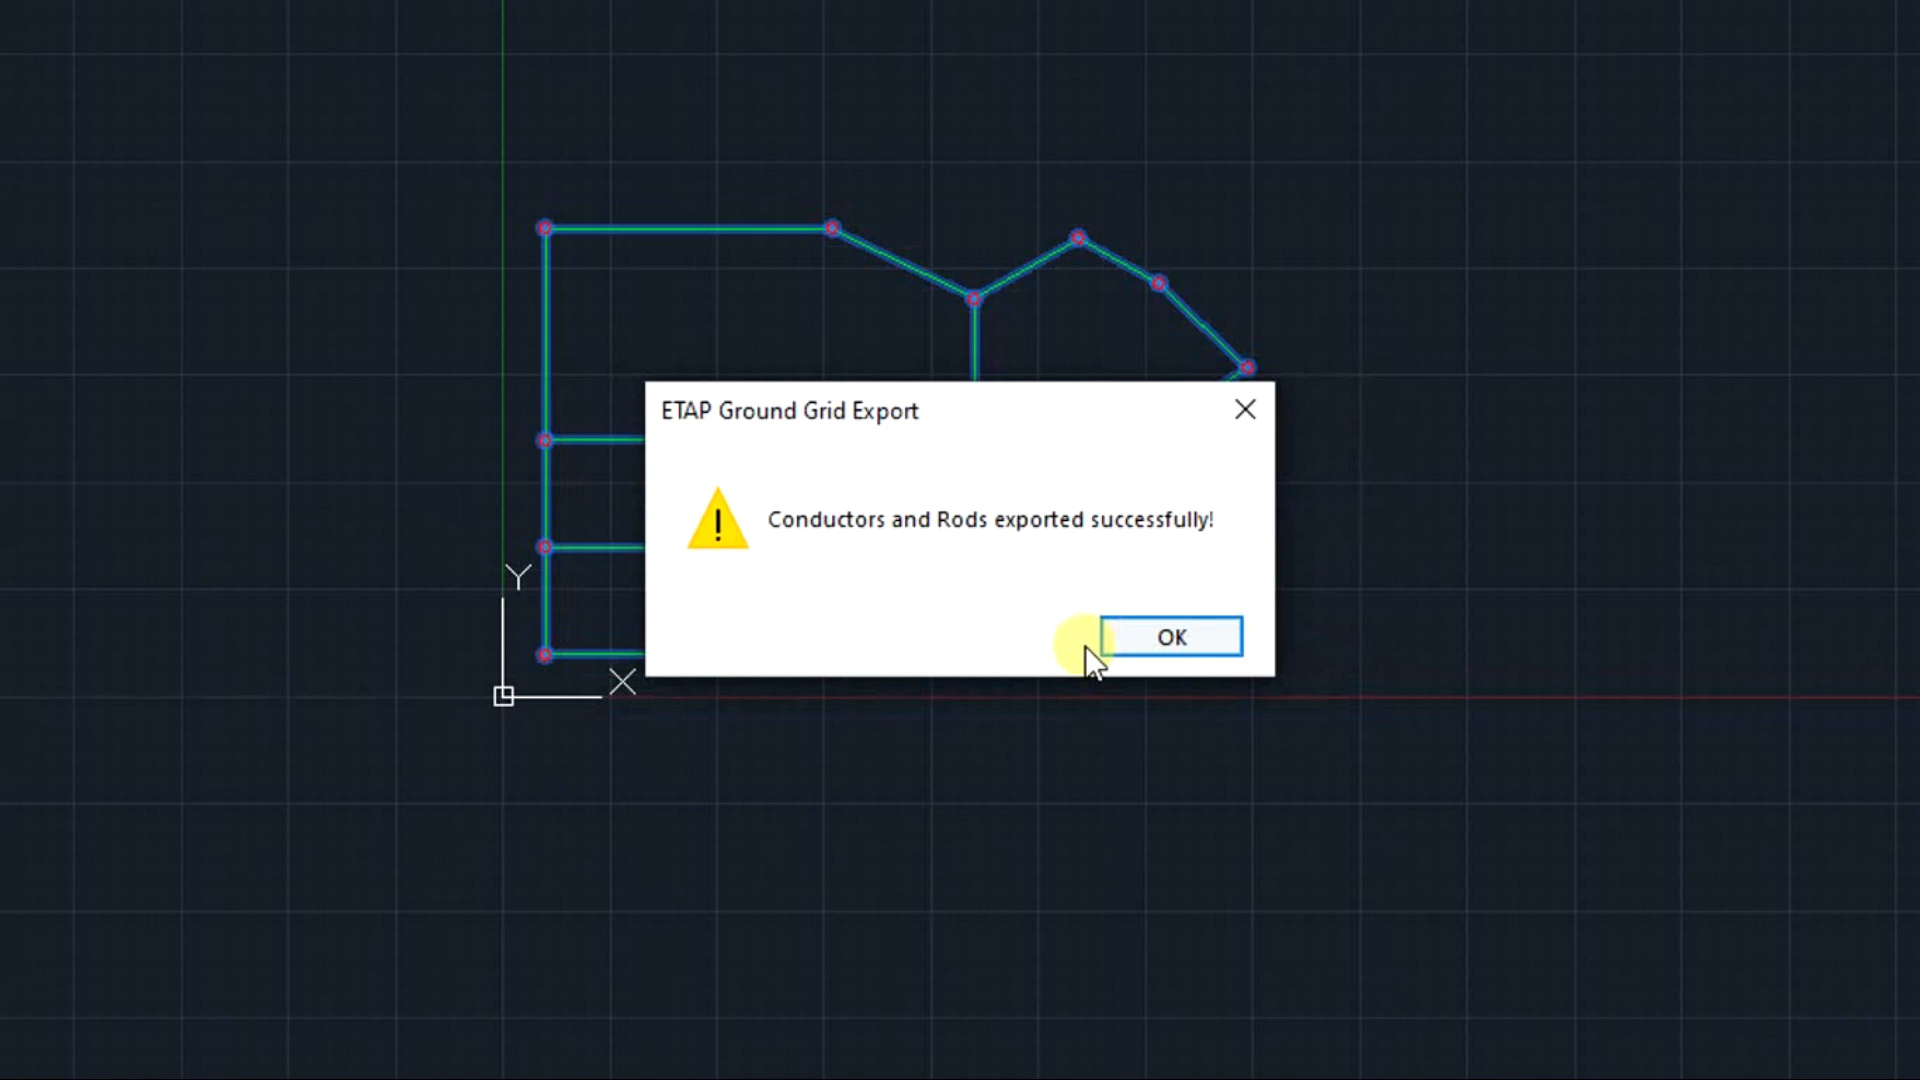 ETAP Ground Grid Export
Conductors and Rods exported successfully!
OK
Y
X